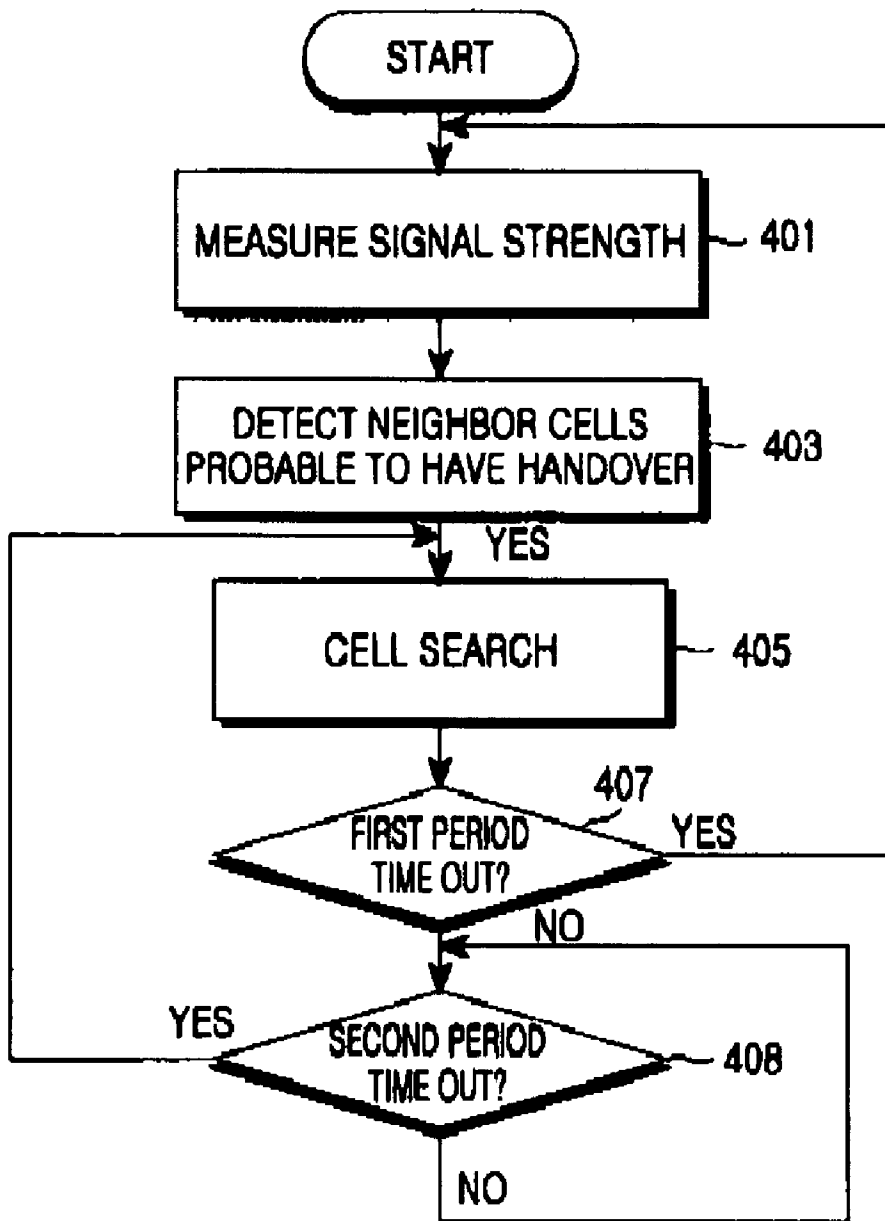 START
MEASURE SIGNAL STRENGTH
401
DETECT NEIGHBOR CELLS
PROBABLE TO HAVE HANDOVER
403
YES
CELL SEARCH
405
407
FIRST PERIOD
TIME OUT?
YES
NO
YES
SECOND PERIOD
TIME OUT?
408
NO